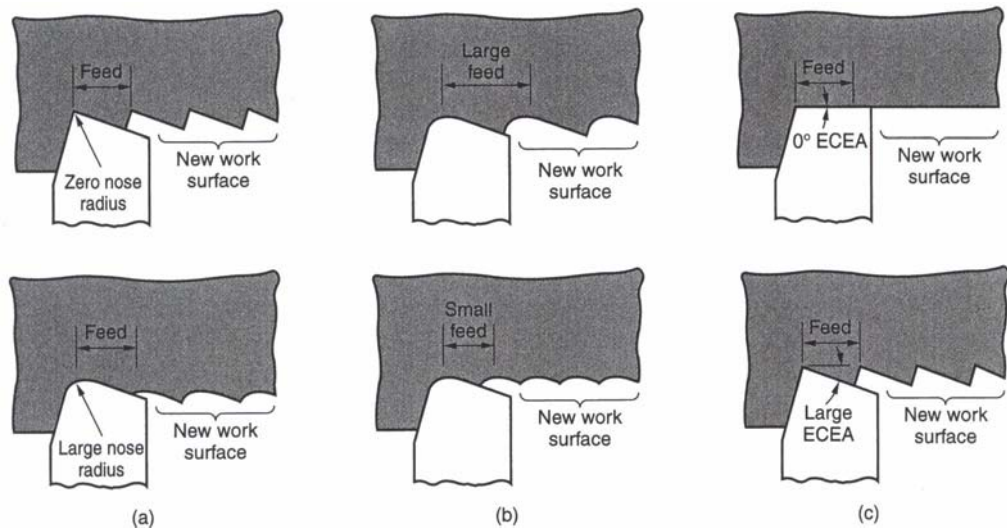 Feed
Zero nose
radius
New work
surface
Large
feed
New work
surface
Feed
0° ECEA
New work
surface
Feed
Large nose
radius
New work
surface
Small
feed
New work
surface
Feed
Large
ECEA
New work
surface
(a)
(b)
(c)